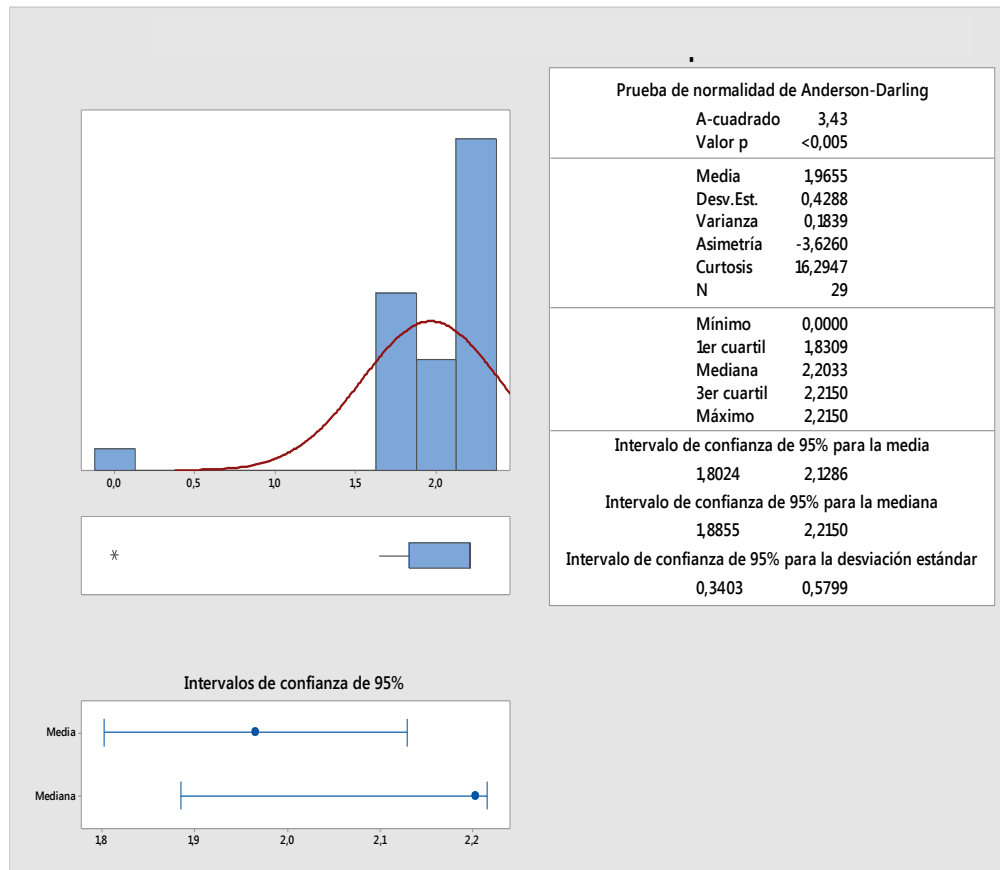 Prueba de normalidad de Anderson-Darling
A-cuadrado 3,43
Valor p <0,005
Media 1,9655
Desv.Est. 0,4288
Varianza 0,1839
Asimetría -3,6260
Curtosis 16,2947
N 29
Mínimo 0,0000
1er cuartil 1,8309
Mediana 2,2033
3er cuartil 2,2150
Máximo 2,2150
Intervalo de confianza de 95% para la media
1,8024 2,1286
Intervalo de confianza de 95% para la mediana
1,8855 2,2150
Intervalo de confianza de 95% para la desviación estándar
0,3403 0,5799
0,0 0,5 1,0 1,5 2,0
Intervalos de confianza de 95%
Media
Mediana
1,8 1,9 2,0 2,1 2,2